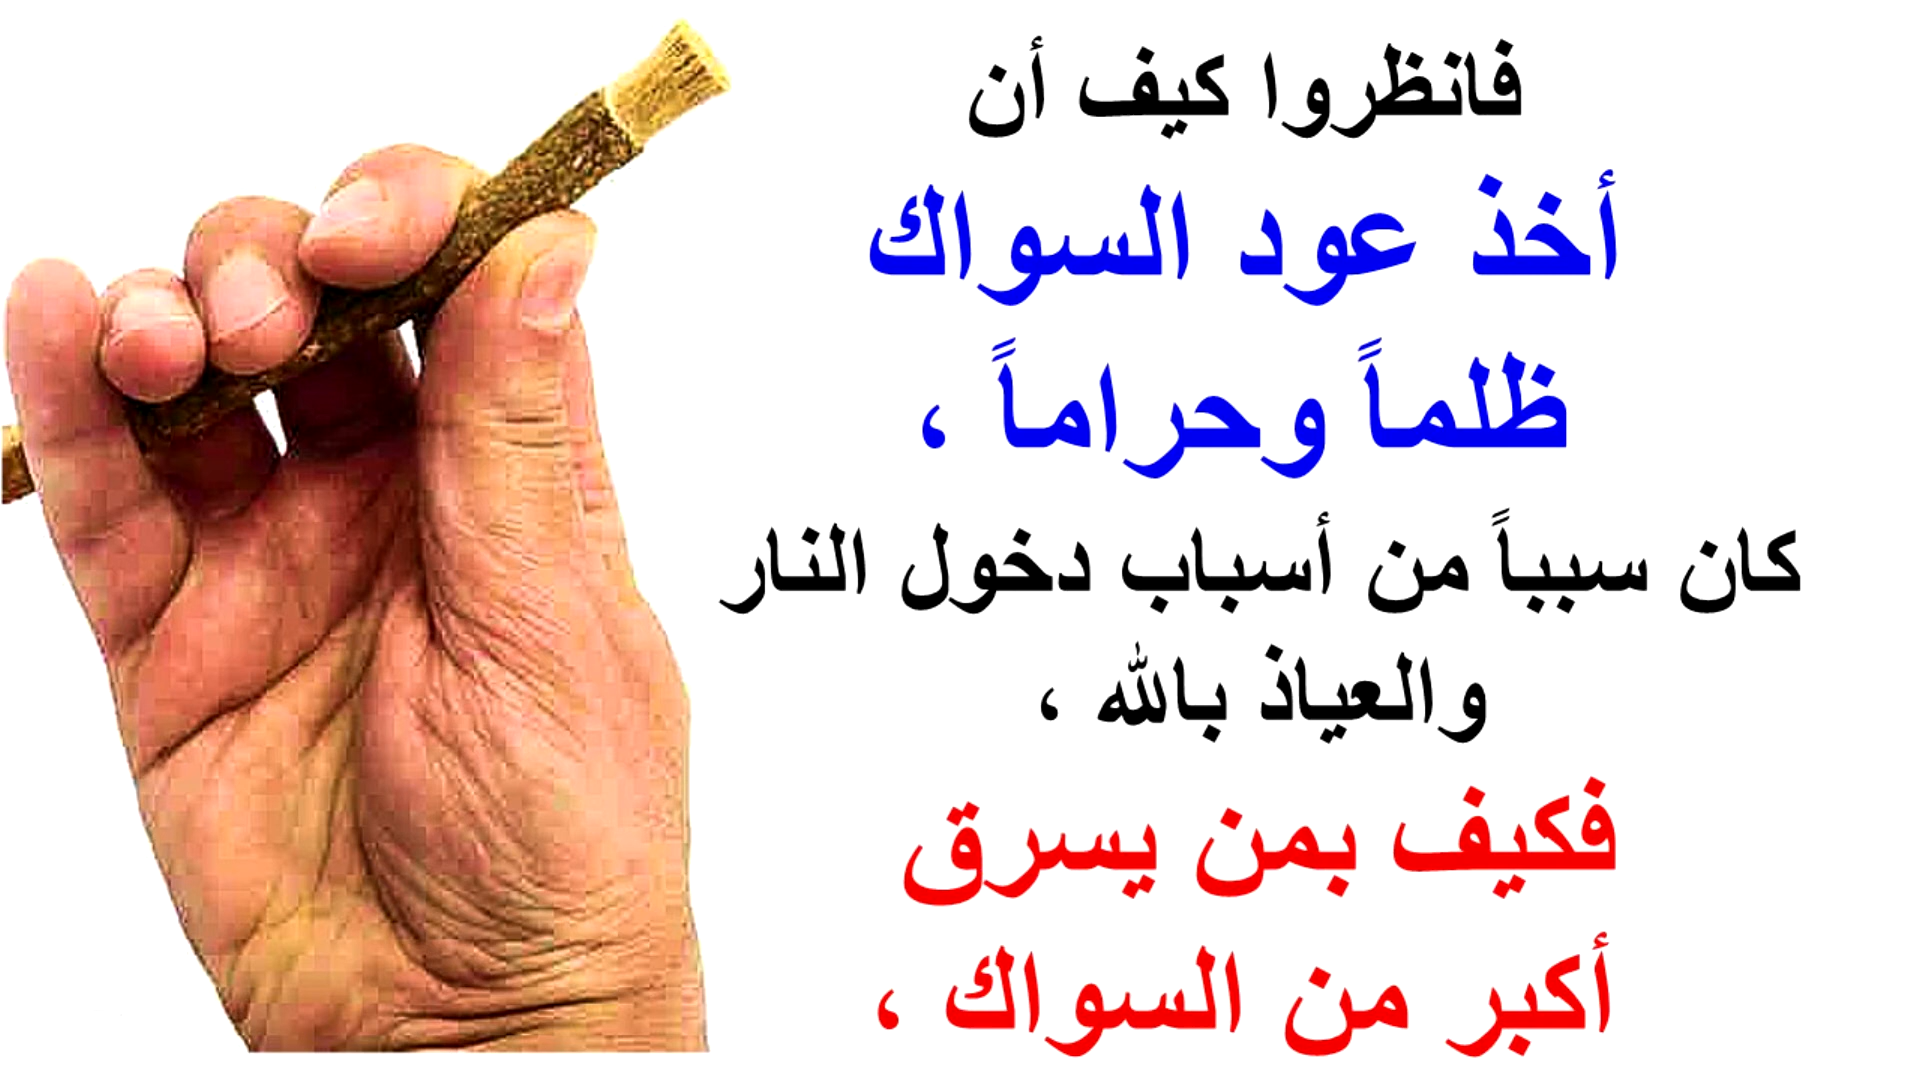 فانظروا كيف أن
أخذ عود السواك
ظلماً وحراماً ،
كان سبباً من أسباب دخول النار
والعياذ بالله ،
فكيف بمن يسرق
أكبر من السواك ،